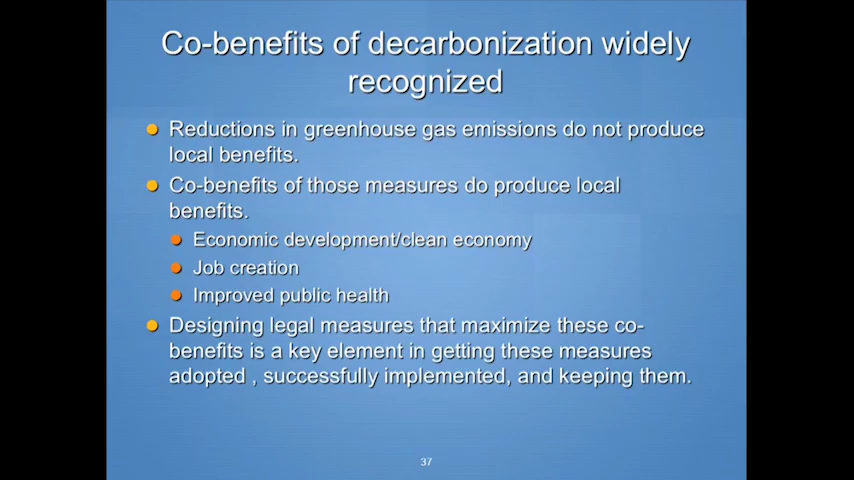 Co-benefits of decarbonization widely
recognized
Reductions in greenhouse gas emissions do not produce
local benefits.
Co-benefits of those measures do produce local
benefits.
Economic development/clean economy
Job creation
Improved public health
Designing legal measures that maximize these co-
benefits is a key element in getting these measures
adopted , successfully implemented, and keeping them.
37